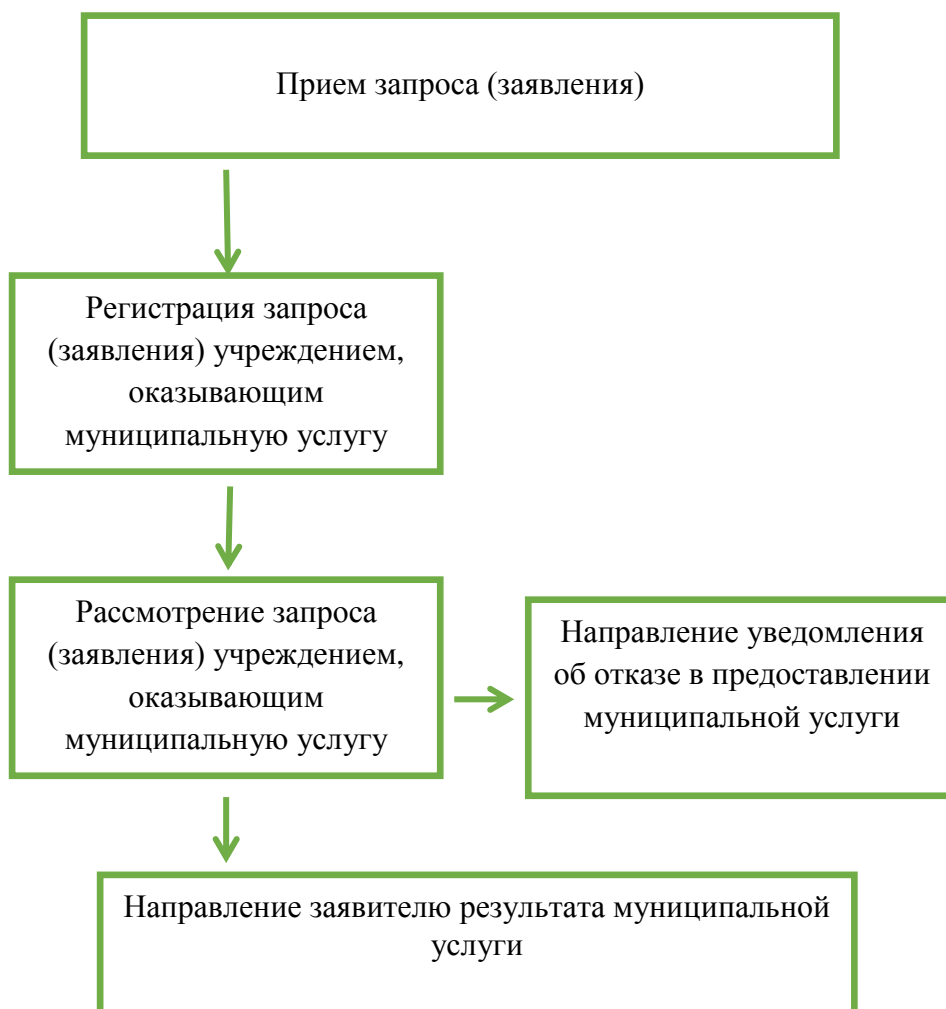 Прием запроса (заявления)
Регистрация запроса
(заявления) учреждением,
оказывающим
муниципальную услугу
Рассмотрение запроса
(заявления) учреждением,
оказывающим
муниципальную услугу
Направление уведомления
об отказе в предоставлении
муниципальной услуги
Направление заявителю результата муниципальной
услуги